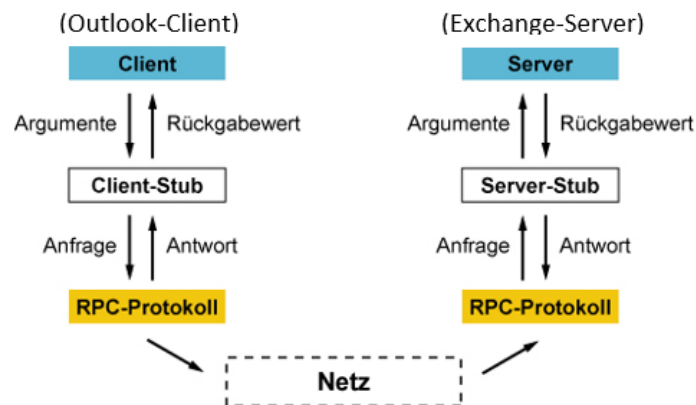 (Outlook-Client) (Exchange-Server)
Client Server
Argumente Rückgabewert Argumente Rückgabewert
Client-Stub Server-Stub
Anfrage Antwort Anfrage Antwort
RPC-Protokoll RPC-Protokoll
Netz